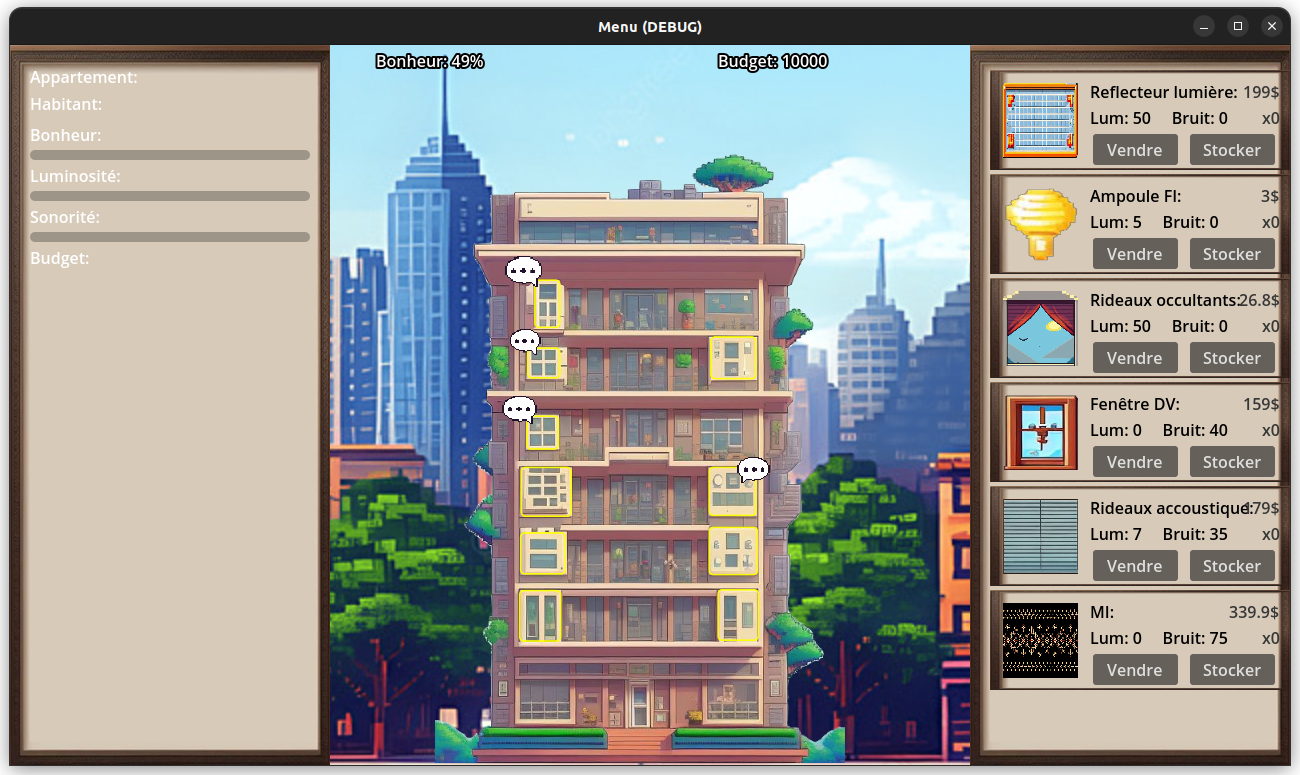 Menu (DEBUG)
Appartement:
Habitant:
Bonheur:
Luminosité:
Sonorité:
Budget:
Bonheur: 49%
Budget: 10000
Reflecteur lumière: 199$
Lum: 50 Bruit: 0 x0
Vendre Stocker
Ampoule FI: 3$
Lum: 5 Bruit: 0 x0
Vendre Stocker
Rideaux occultants: 26.8$
Lum: 50 Bruit: 0 x0
Vendre Stocker
Fenêtre DV: 159$
Lum: 0 Bruit: 40 x0
Vendre Stocker
Rideaux accoustique: 79$
Lum: 7 Bruit: 35 x0
Vendre Stocker
MI: 339.9$
Lum: 0 Bruit: 75 x0
Vendre Stocker